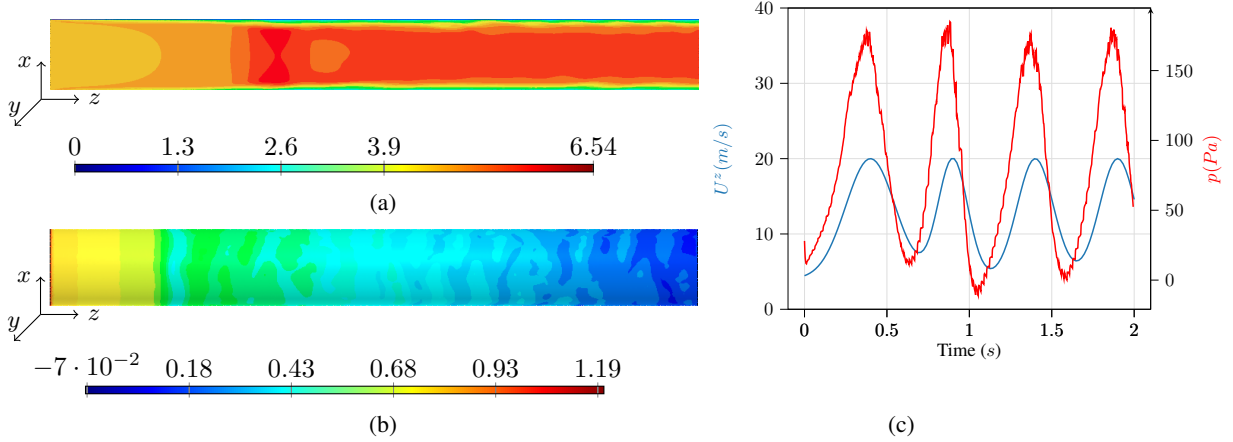 x
y
z
0 1.3 2.6 3.9 6.54
(a)
x
y
z
−7 · 10⁻² 0.18 0.43 0.68 0.93 1.19
(b)
40
30
20
10
0
U^z (m/s)
150
100
50
0
p(Pa)
0 0.5 1 1.5 2
Time (s)
(c)